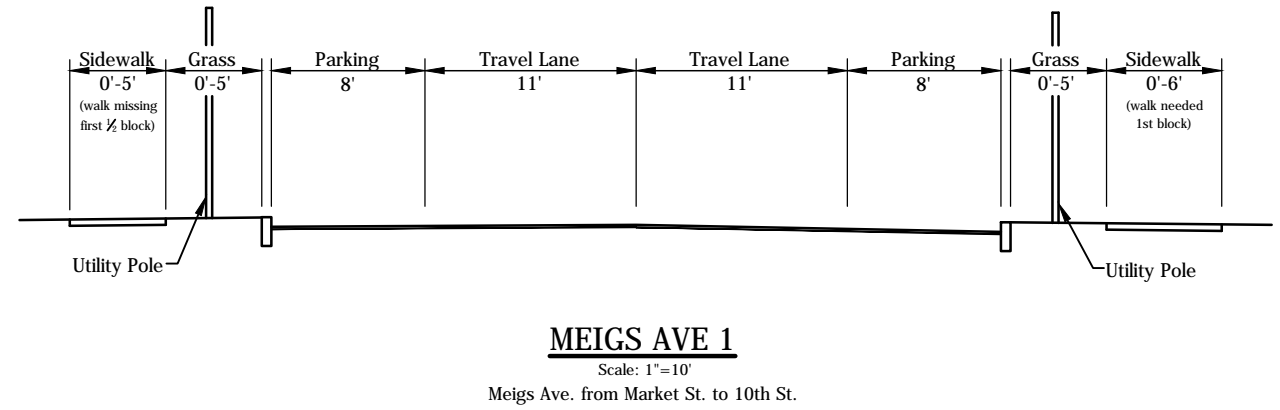 Sidewalk Grass Parking Travel Lane Travel Lane Parking Grass Sidewalk
0'-5' 0'-5' 8' 11' 11' 8' 0'-5' 0'-6'
(walk missing (walk needed
first ½ block) 1st block)
Utility Pole Utility Pole
MEIGS AVE 1
Scale: 1"=10'
Meigs Ave. from Market St. to 10th St.